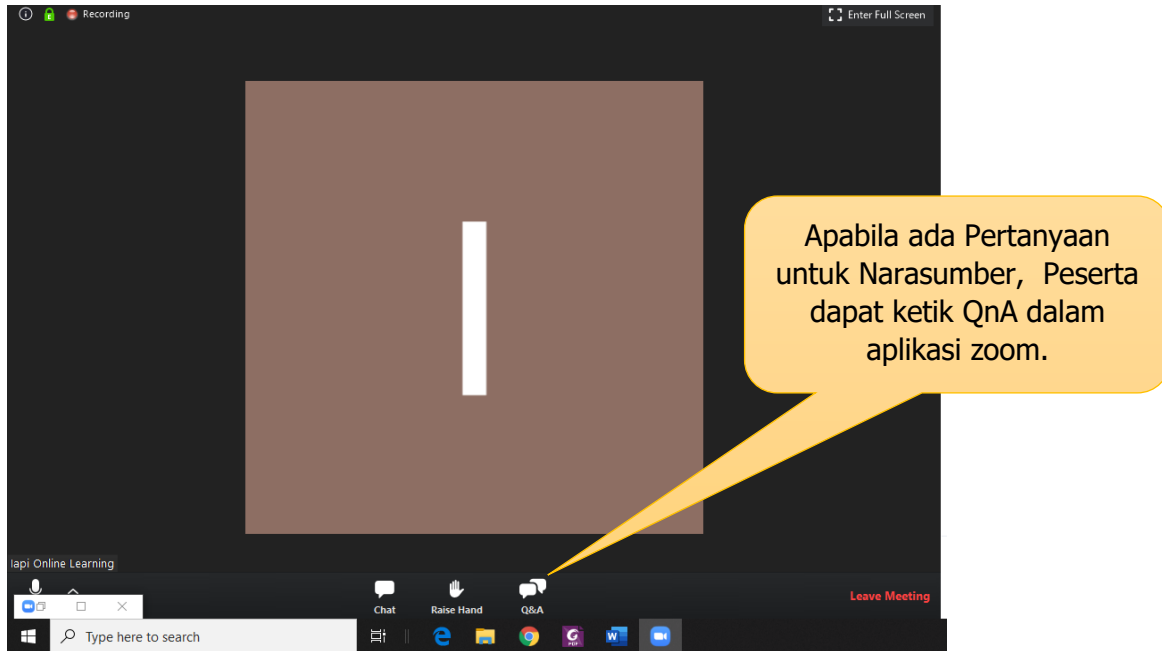 Recording
Enter Full Screen
I
Apabila ada Pertanyaan
untuk Narasumber,  Peserta
dapat ketik QnA dalam
aplikasi zoom.
Iapi Online Learning
Chat
Raise Hand
Q&A
Leave Meeting
Type here to search